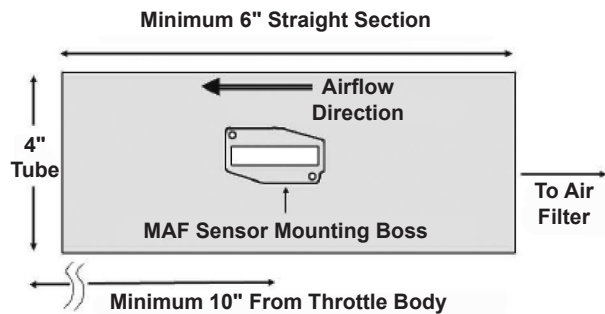 Minimum 6" Straight Section
Airflow
Direction
4"
Tube
To Air
Filter
MAF Sensor Mounting Boss
Minimum 10" From Throttle Body